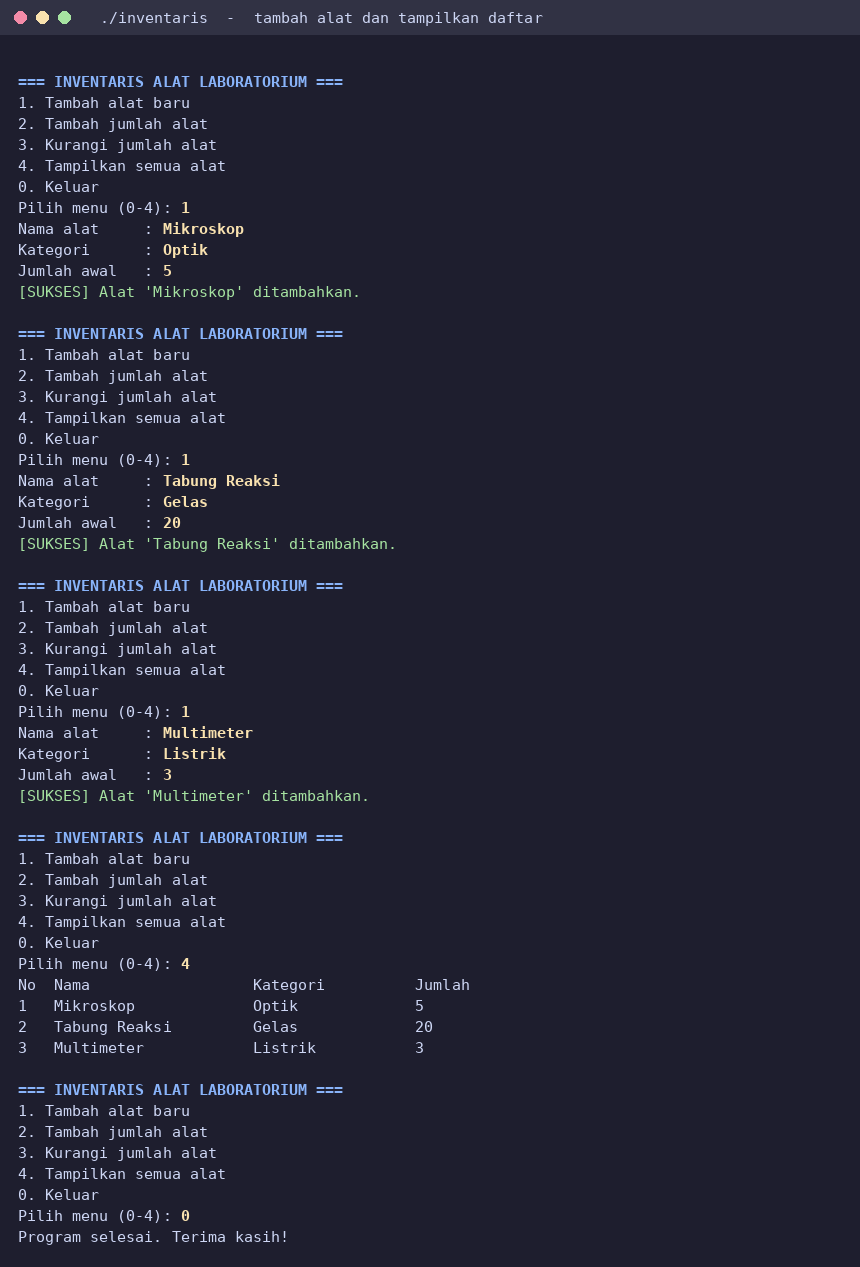 ./inventaris  -  tambah alat dan tampilkan daftar
=== INVENTARIS ALAT LABORATORIUM ===
1. Tambah alat baru
2. Tambah jumlah alat
3. Kurangi jumlah alat
4. Tampilkan semua alat
0. Keluar
Pilih menu (0-4): 1
Nama alat     : Mikroskop
Kategori      : Optik
Jumlah awal   : 5
[SUKSES] Alat 'Mikroskop' ditambahkan.
=== INVENTARIS ALAT LABORATORIUM ===
1. Tambah alat baru
2. Tambah jumlah alat
3. Kurangi jumlah alat
4. Tampilkan semua alat
0. Keluar
Pilih menu (0-4): 1
Nama alat     : Tabung Reaksi
Kategori      : Gelas
Jumlah awal   : 20
[SUKSES] Alat 'Tabung Reaksi' ditambahkan.
=== INVENTARIS ALAT LABORATORIUM ===
1. Tambah alat baru
2. Tambah jumlah alat
3. Kurangi jumlah alat
4. Tampilkan semua alat
0. Keluar
Pilih menu (0-4): 1
Nama alat     : Multimeter
Kategori      : Listrik
Jumlah awal   : 3
[SUKSES] Alat 'Multimeter' ditambahkan.
=== INVENTARIS ALAT LABORATORIUM ===
1. Tambah alat baru
2. Tambah jumlah alat
3. Kurangi jumlah alat
4. Tampilkan semua alat
0. Keluar
Pilih menu (0-4): 4
No  Nama                  Kategori          Jumlah
1   Mikroskop             Optik             5
2   Tabung Reaksi         Gelas             20
3   Multimeter            Listrik           3
=== INVENTARIS ALAT LABORATORIUM ===
1. Tambah alat baru
2. Tambah jumlah alat
3. Kurangi jumlah alat
4. Tampilkan semua alat
0. Keluar
Pilih menu (0-4): 0
Program selesai. Terima kasih!